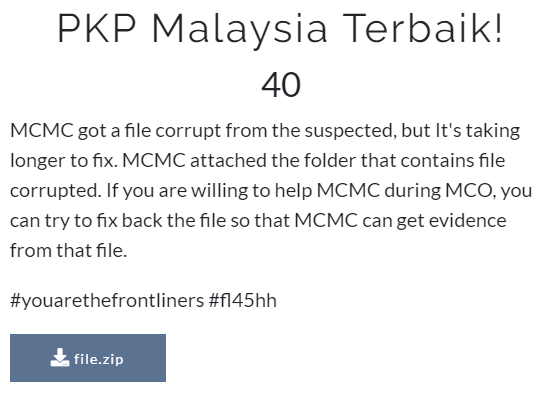 PKP Malaysia Terbaik!
40
MCMC got a file corrupt from the suspected, but It's taking
longer to fix. MCMC attached the folder that contains file
corrupted. If you are willing to help MCMC during MCO, you
can try to fix back the file so that MCMC can get evidence
from that file.
#youarethefrontliners #fl45hh
file.zip